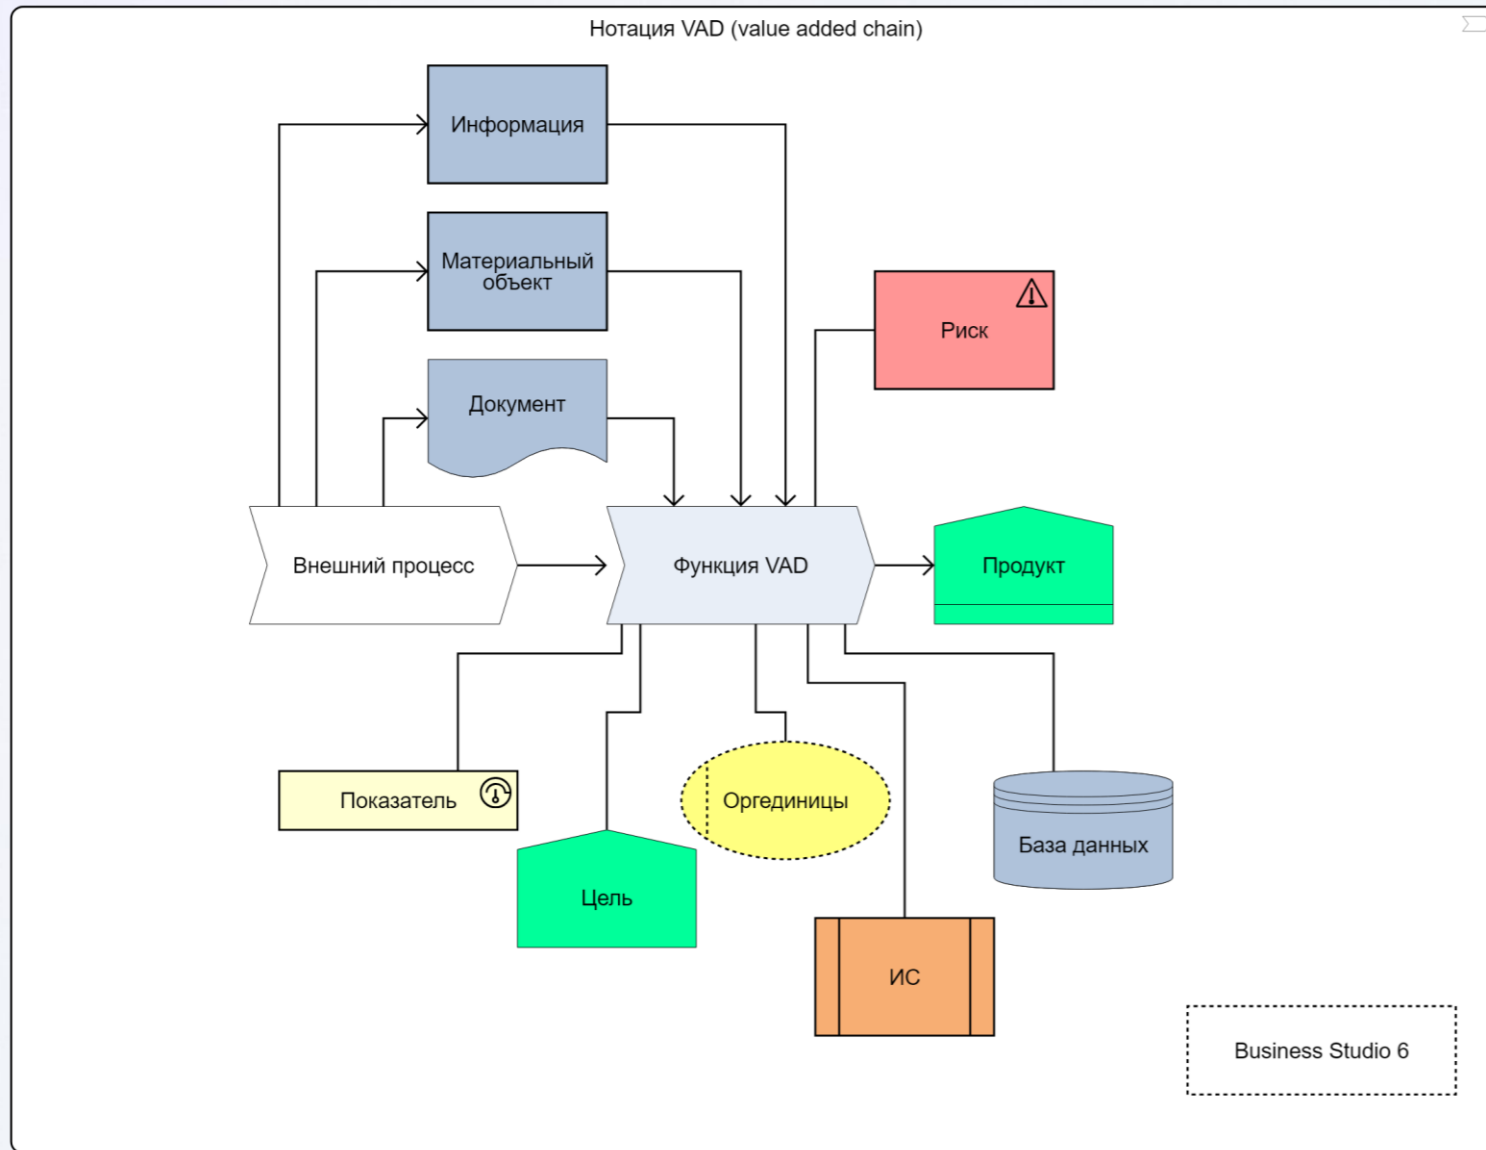 Нотация VAD (value added chain)
Информация
Материальный
объект
Риск
Документ
Внешний процесс
Функция VAD
Продукт
Показатель
Оргединицы
База данных
Цель
ИС
Business Studio 6